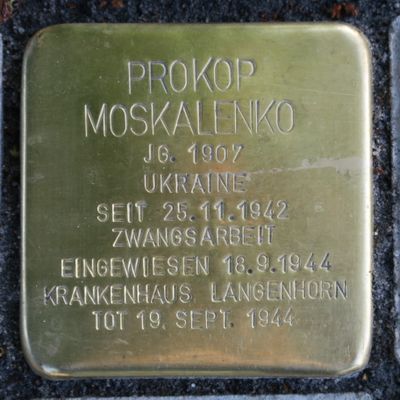 PROKOP
MOSKALENKO
JG. 1907
UKRAINE
SEIT 25.11.1942
ZWANGSARBEIT
EINGEWIESEN 18.9.1944
KRANKENHAUS LANGENHORN
TOT 19. SEPT. 1944